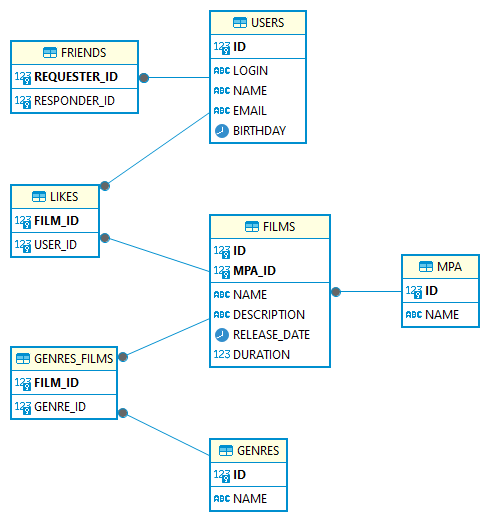 USERS
123 ID
ABC LOGIN
ABC NAME
ABC EMAIL
BIRTHDAY
FRIENDS
123 REQUESTER_ID
123 RESPONDER_ID
LIKES
123 FILM_ID
123 USER_ID
FILMS
123 ID
123 MPA_ID
ABC NAME
ABC DESCRIPTION
RELEASE_DATE
123 DURATION
MPA
123 ID
ABC NAME
GENRES_FILMS
123 FILM_ID
123 GENRE_ID
GENRES
123 ID
ABC NAME